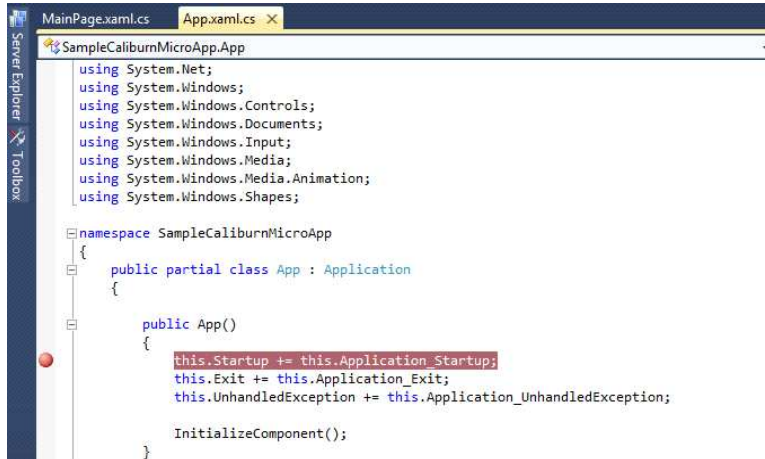 MainPage.xaml.cs
App.xaml.cs
Server Explorer
Toolbox
SampleCaliburnMicroApp.App
using System.Net;
using System.Windows;
using System.Windows.Controls;
using System.Windows.Documents;
using System.Windows.Input;
using System.Windows.Media;
using System.Windows.Media.Animation;
using System.Windows.Shapes;
namespace SampleCaliburnMicroApp
{
public partial class App : Application
{
public App()
{
this.Startup += this.Application_Startup;
this.Exit += this.Application_Exit;
this.UnhandledException += this.Application_UnhandledException;
InitializeComponent();
}